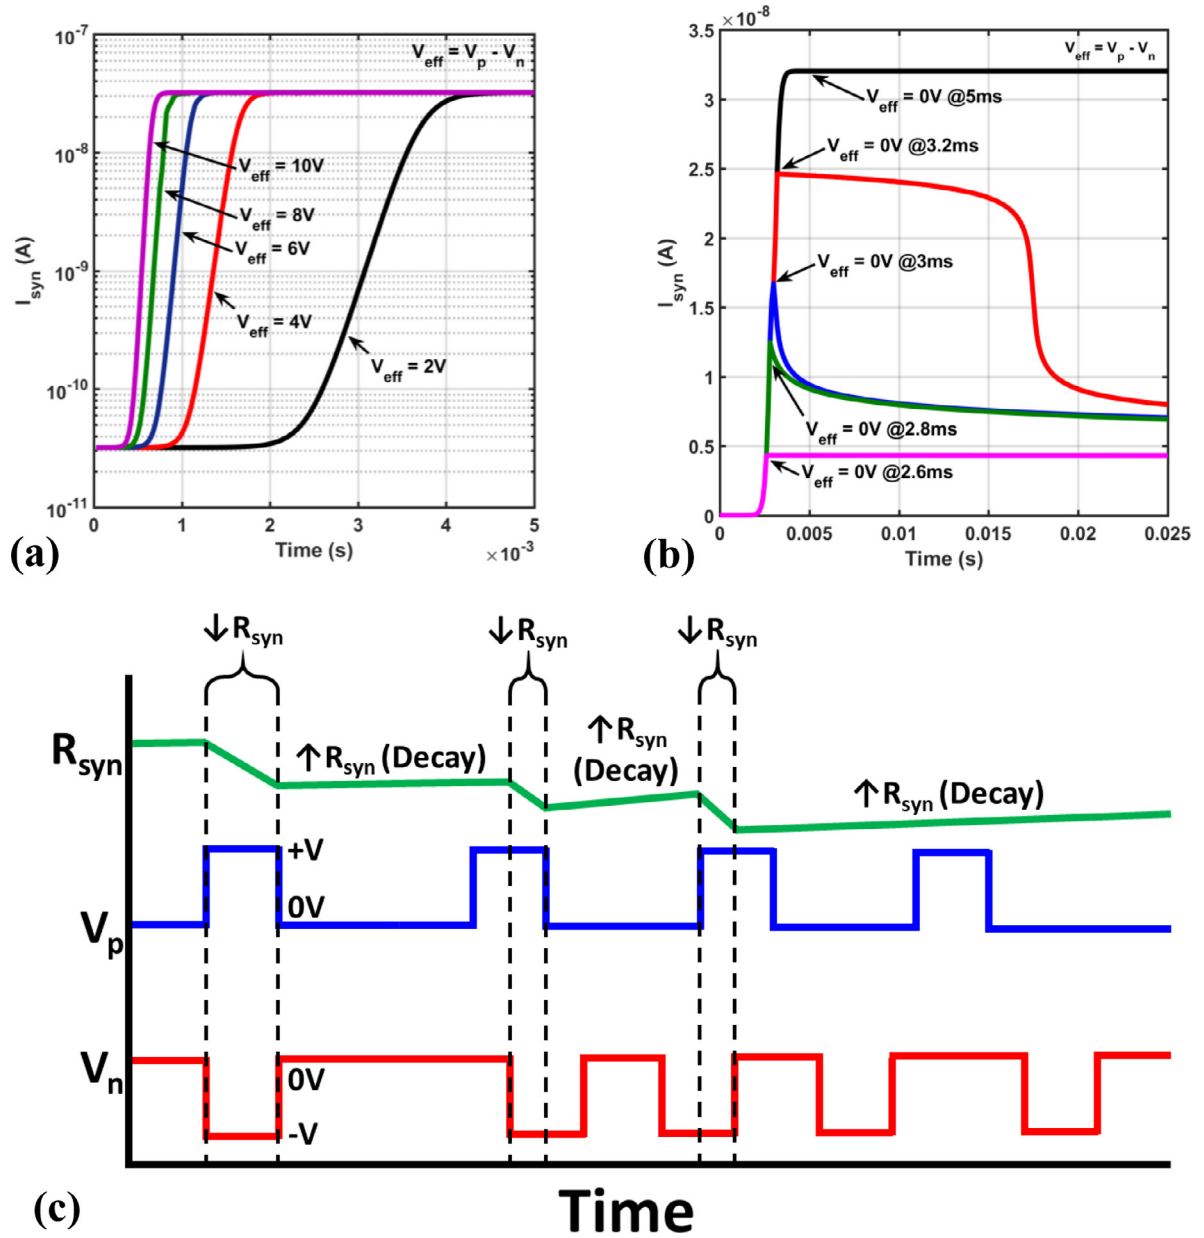 (a)
10^-7
10^-8
10^-9
10^-10
10^-11
I_syn (A)
V_eff = V_p - V_n
V_eff = 10V
V_eff = 8V
V_eff = 6V
V_eff = 4V
V_eff = 2V
0 1 2 3 4 5
Time (s)
×10^-3
(b)
×10^-8
3.5
3
2.5
2
1.5
1
0.5
0
I_syn (A)
V_eff = V_p - V_n
V_eff = 0V @5ms
V_eff = 0V @3.2ms
V_eff = 0V @3ms
V_eff = 0V @2.8ms
V_eff = 0V @2.6ms
0 0.005 0.01 0.015 0.02 0.025
Time (s)
↓ R_syn
↓ R_syn
↓ R_syn
R_syn
↑ R_syn (Decay)
↑ R_syn
(Decay)
↑ R_syn (Decay)
+V
0V
V_p
V_n
0V
-V
(c)
Time